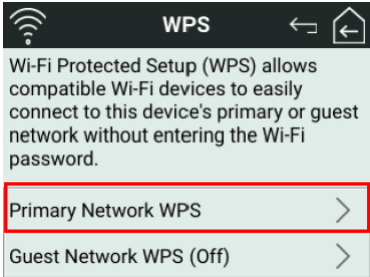 WPS
Wi-Fi Protected Setup (WPS) allows
compatible Wi-Fi devices to easily
connect to this device's primary or guest
network without entering the Wi-Fi
password.
Primary Network WPS
Guest Network WPS (Off)